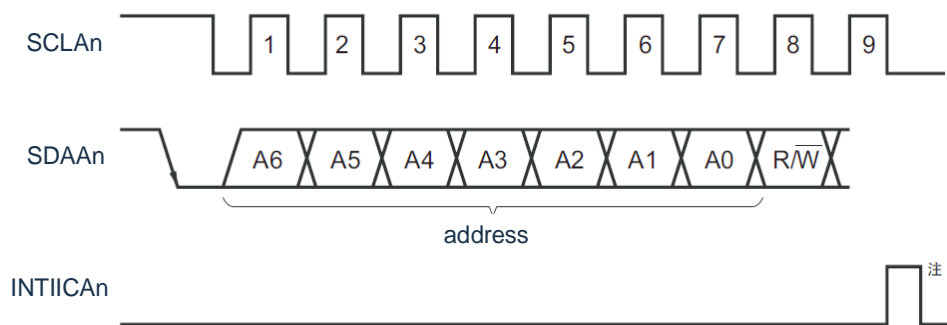 SCLAn 1 2 3 4 5 6 7 8 9
SDAAn A6 A5 A4 A3 A2 A1 A0 R/W̅
address
INTIICAn 注